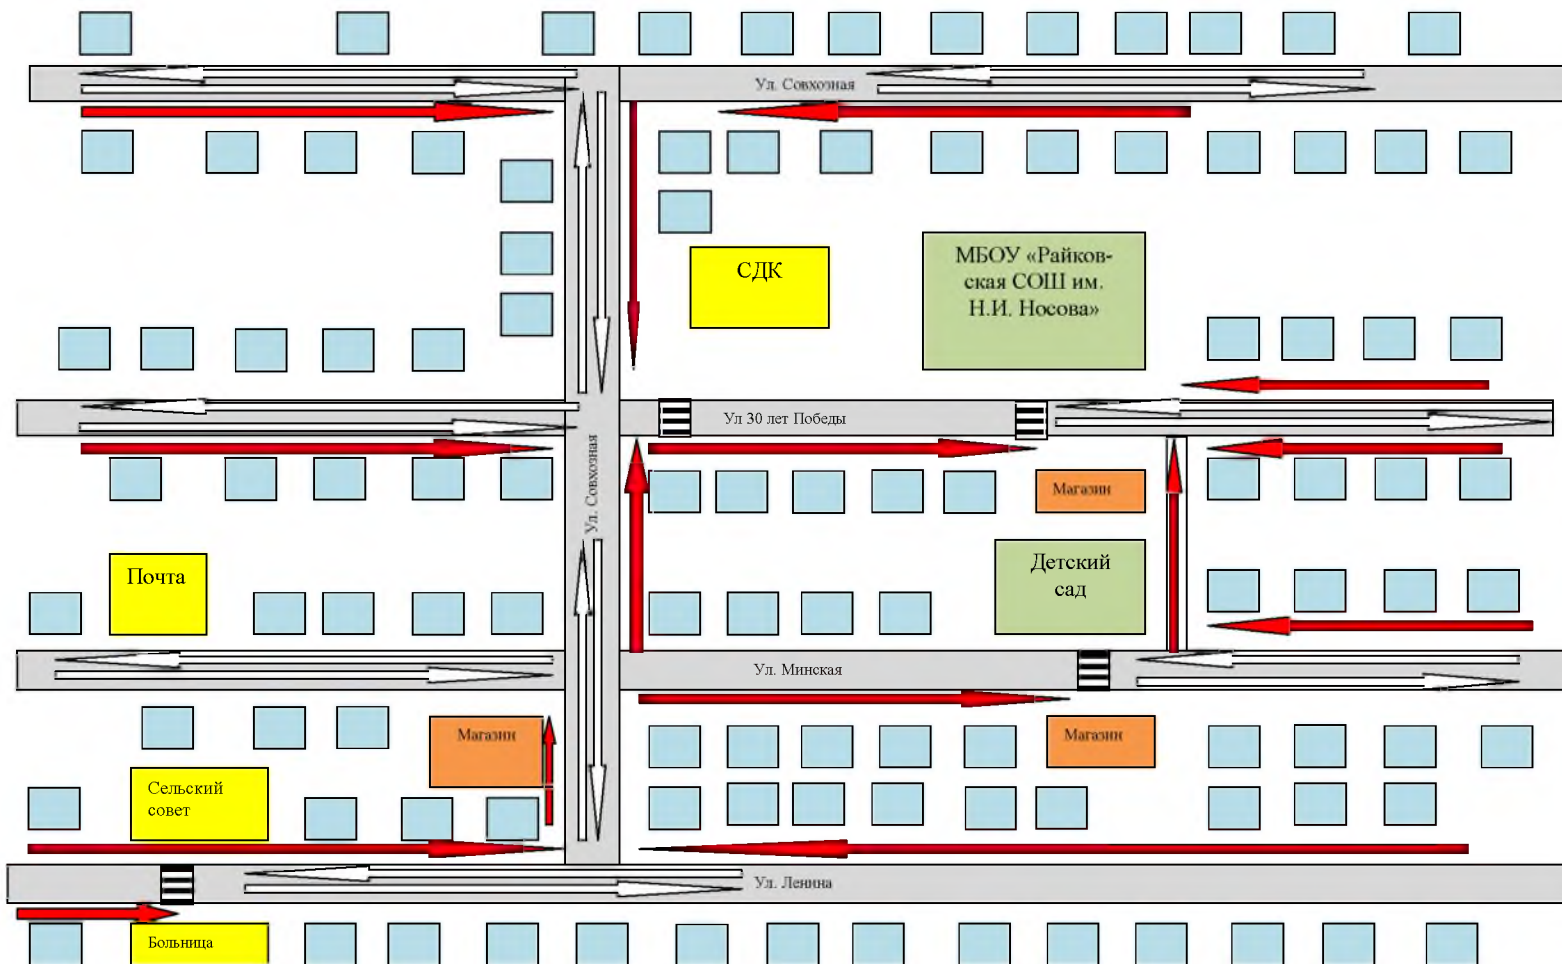 Ул. Совхозная
СДК
МБОУ «Райков-
ская СОШ им.
Н.И. Носова»
Ул 30 лет Победы
Ул. Совхозная
Магазин
Почта
Детский
сад
Ул. Минская
Магазин
Магазин
Сельский
совет
Ул. Ленина
Больница